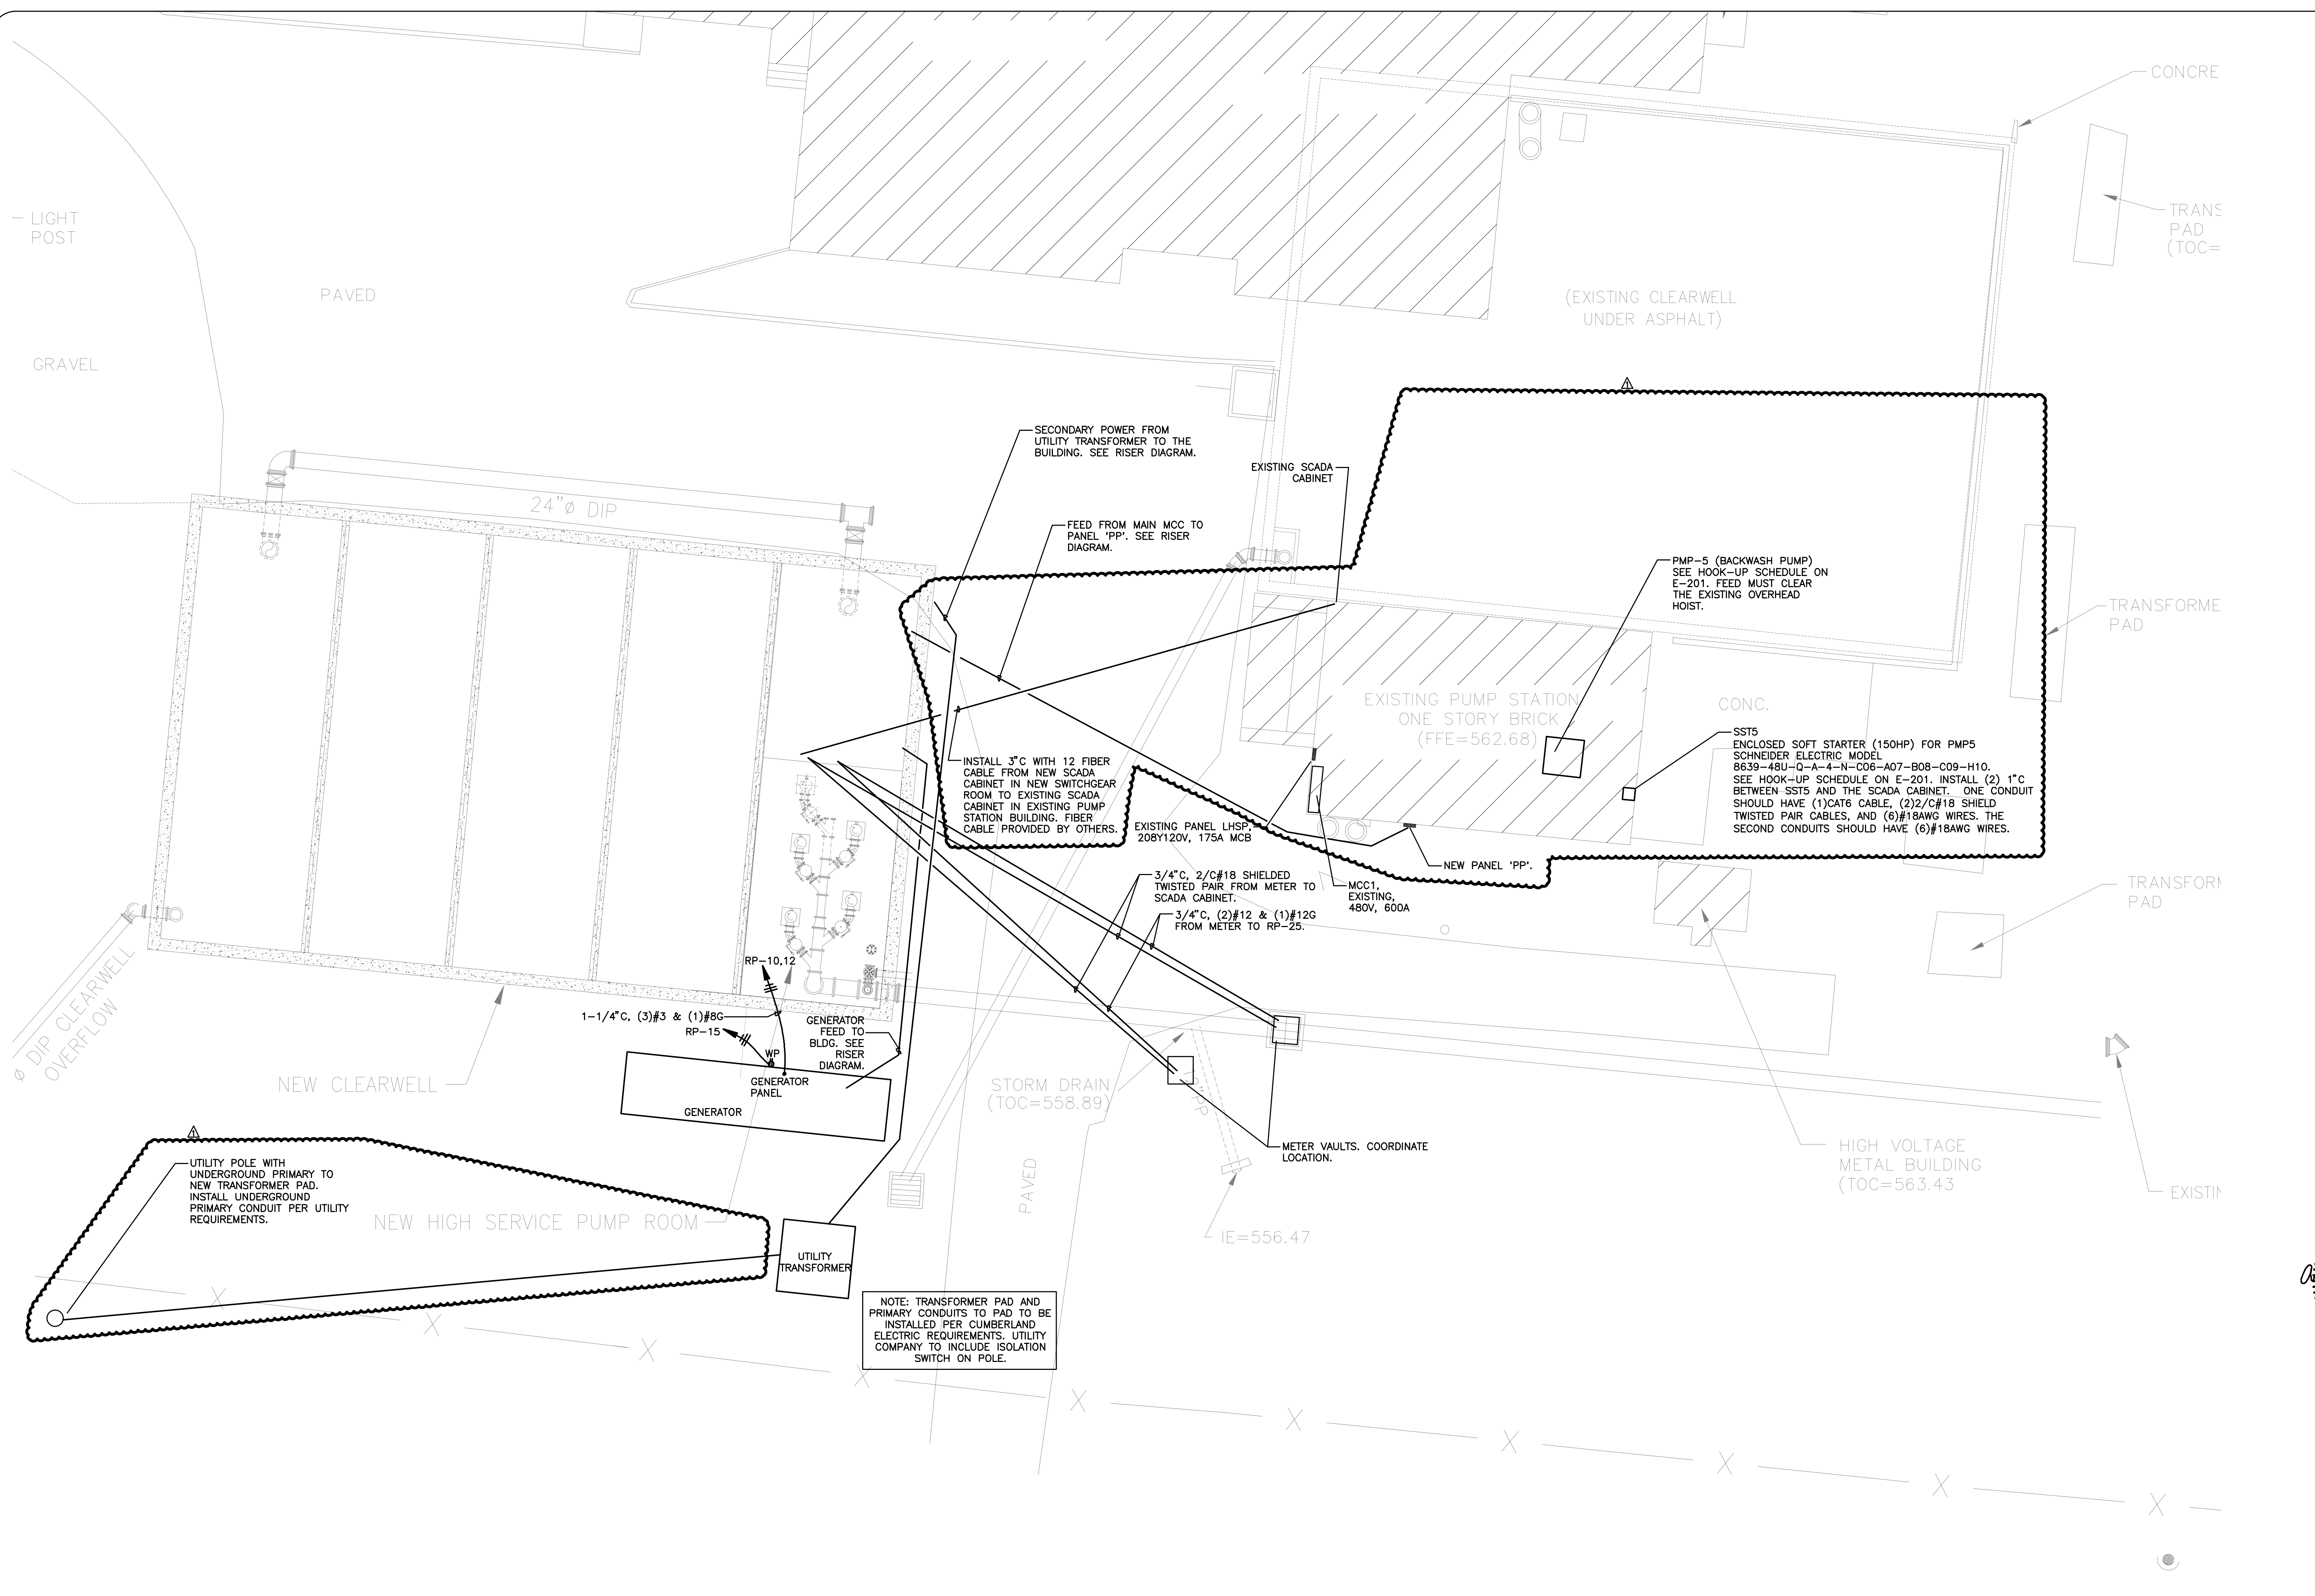 CONCRE
LIGHT
POST
TRANS
PAD
(TOC=
PAVED
(EXISTING CLEARWELL
UNDER ASPHALT)
GRAVEL
1
SECONDARY POWER FROM
UTILITY TRANSFORMER TO THE
BUILDING. SEE RISER DIAGRAM.
EXISTING SCADA
CABINET
24"ø DIP
FEED FROM MAIN MCC TO
PANEL 'PP'. SEE RISER
DIAGRAM.
PMP-5 (BACKWASH PUMP)
SEE HOOK-UP SCHEDULE ON
E-201. FEED MUST CLEAR
THE EXISTING OVERHEAD
HOIST.
TRANSFORME
PAD
EXISTING PUMP STATION
ONE STORY BRICK
(FFE=562.68)
CONC.
SST5
ENCLOSED SOFT STARTER (150HP) FOR PMP5
SCHNEIDER ELECTRIC MODEL
8639-48U-Q-A-4-N-C06-A07-B08-C09-H10.
SEE HOOK-UP SCHEDULE ON E-201. INSTALL (2) 1"C
BETWEEN SST5 AND THE SCADA CABINET. ONE CONDUIT
SHOULD HAVE (1)CAT6 CABLE, (2)2/C#18 SHIELD
TWISTED PAIR CABLES, AND (6)#18AWG WIRES. THE
SECOND CONDUITS SHOULD HAVE (6)#18AWG WIRES.
INSTALL 3"C WITH 12 FIBER
CABLE FROM NEW SCADA
CABINET IN NEW SWITCHGEAR
ROOM TO EXISTING SCADA
CABINET IN EXISTING PUMP
STATION BUILDING. FIBER
CABLE PROVIDED BY OTHERS.
EXISTING PANEL LHSP,
208Y120V, 175A MCB
NEW PANEL 'PP'.
MCC1,
EXISTING,
480V, 600A
3/4"C, 2/C#18 SHIELDED
TWISTED PAIR FROM METER TO
SCADA CABINET.
3/4"C, (2)#12 & (1)#12G
FROM METER TO RP-25.
TRANSFORM
PAD
RP-10,12
1-1/4"C, (3)#3 & (1)#8G
RP-15
WP
GENERATOR
FEED TO
BLDG. SEE
RISER
DIAGRAM.
GENERATOR
PANEL
GENERATOR
ø DIP CLEARWELL
OVERFLOW
NEW CLEARWELL
STORM DRAIN
(TOC=558.89)
PP
METER VAULTS. COORDINATE
LOCATION.
HIGH VOLTAGE
METAL BUILDING
(TOC=563.43
EXISTIN
1
UTILITY POLE WITH
UNDERGROUND PRIMARY TO
NEW TRANSFORMER PAD.
INSTALL UNDERGROUND
PRIMARY CONDUIT PER UTILITY
REQUIREMENTS.
NEW HIGH SERVICE PUMP ROOM
PAVED
IE=556.47
UTILITY
TRANSFORMER
NOTE: TRANSFORMER PAD AND
PRIMARY CONDUITS TO PAD TO BE
INSTALLED PER CUMBERLAND
ELECTRIC REQUIREMENTS. UTILITY
COMPANY TO INCLUDE ISOLATION
SWITCH ON POLE.